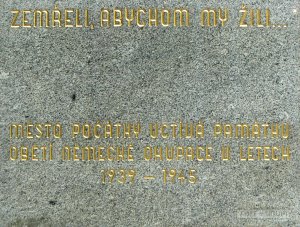 ZEMŘELI, ABYCHOM MY ŽILI...
MĚSTO POČÁTKY UCTÍVÁ PAMÁTKU
OBĚTÍ NĚMECKÉ OKUPACE V LETECH
1939 – 1945